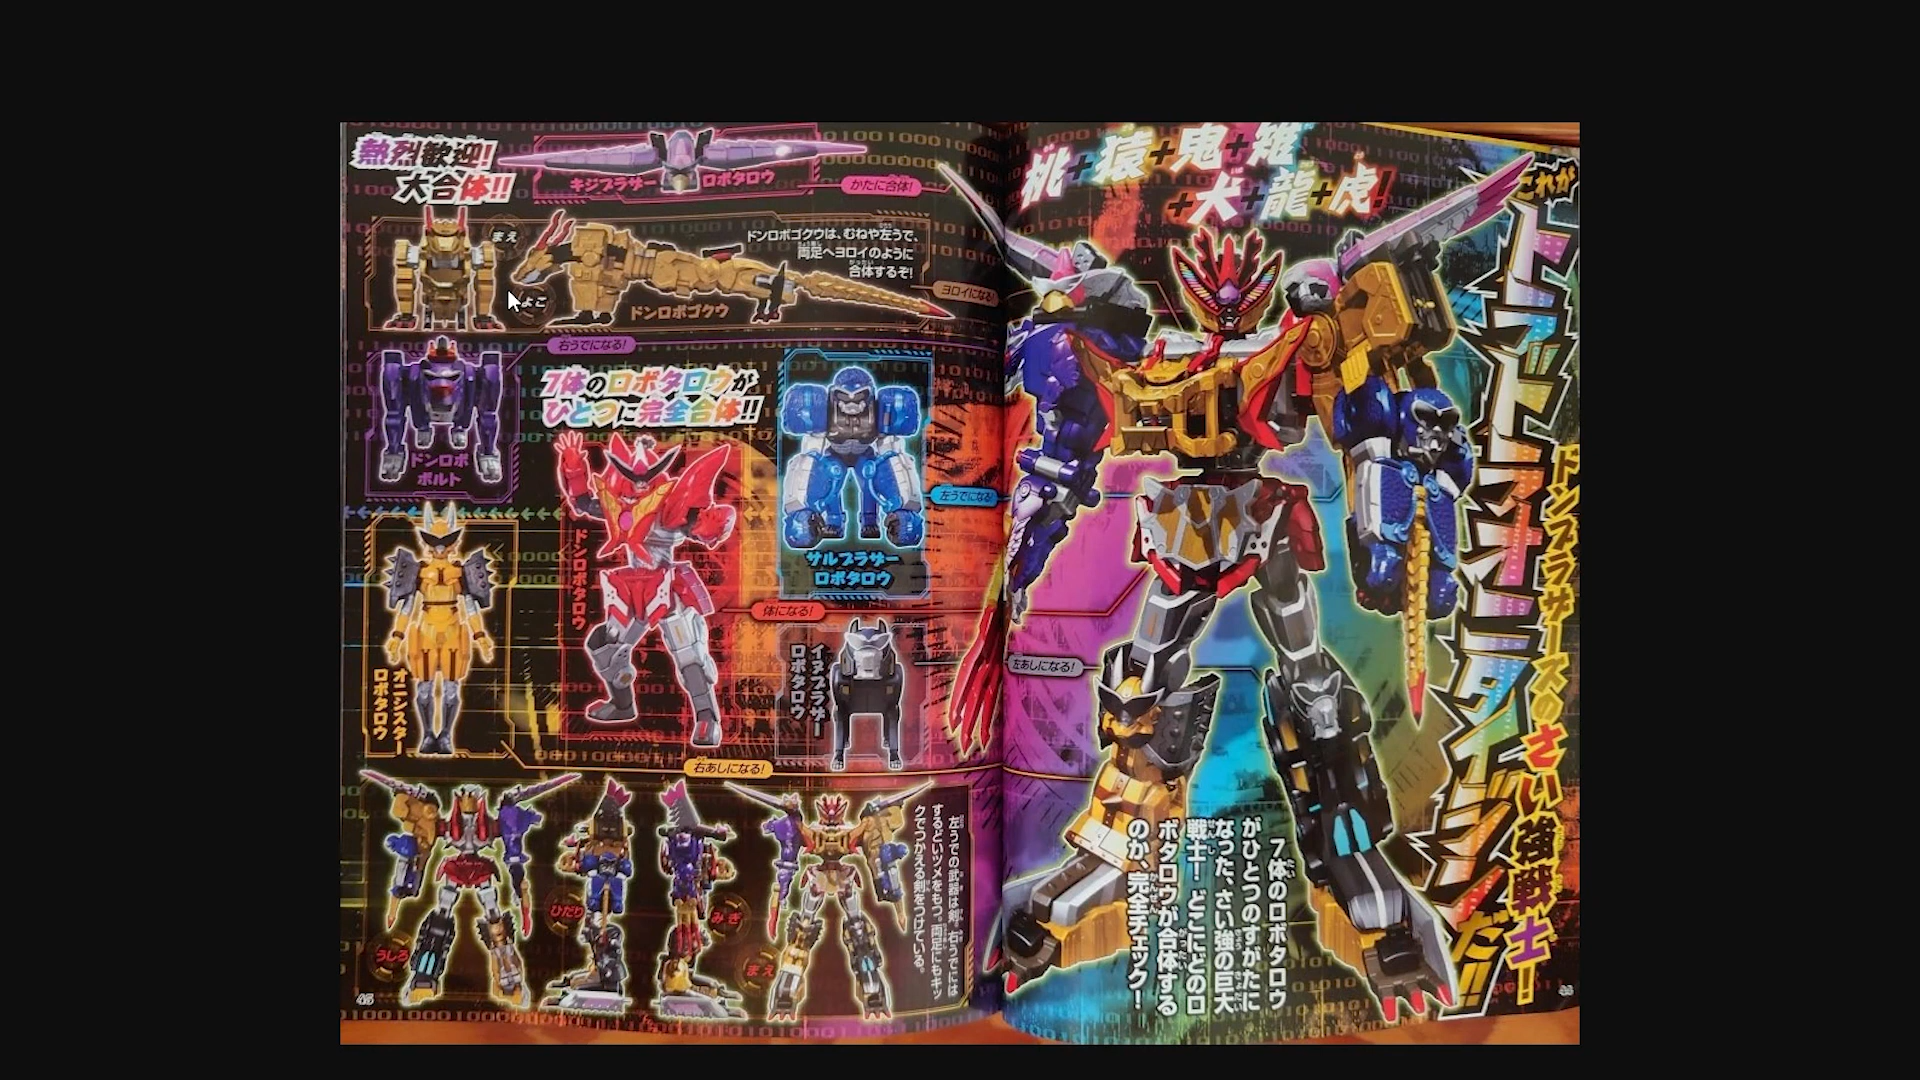 桃+猿+鬼+雉
+犬+龍+虎!
これが
トラドラオニタイジンだ!!
ドンブラザーズのさい強戦士!
7体のロボタロウ
がひとつのすがたに
なった、さい強の巨大
戦士! どこにどのロ
ボタロウが合体する
のか、完全チェック!
左あしになる!
熱烈歓迎!
大合体!!
キジブラザー
ロボタロウ
かたに合体!
まえ
よこ
ドンロボゴクウは、むねや左うで、
両足へヨロイのように
合体するぞ!
ドンロボゴクウ
ヨロイになる!
右うでになる!
ドンロボ
ボルト
7体のロボタロウが
ひとつに完全合体!!
サルブラザー
ロボタロウ
左うでになる!
ドンロボタロウ
体になる!
オニシスター
ロボタロウ
イヌブラザー
ロボタロウ
右あしになる!
左うでの武器は剣。右うでには
するどいツメをもつ。両足にもキッ
クでつかえる剣をつけている。
うしろ
ひだり
みぎ
まえ